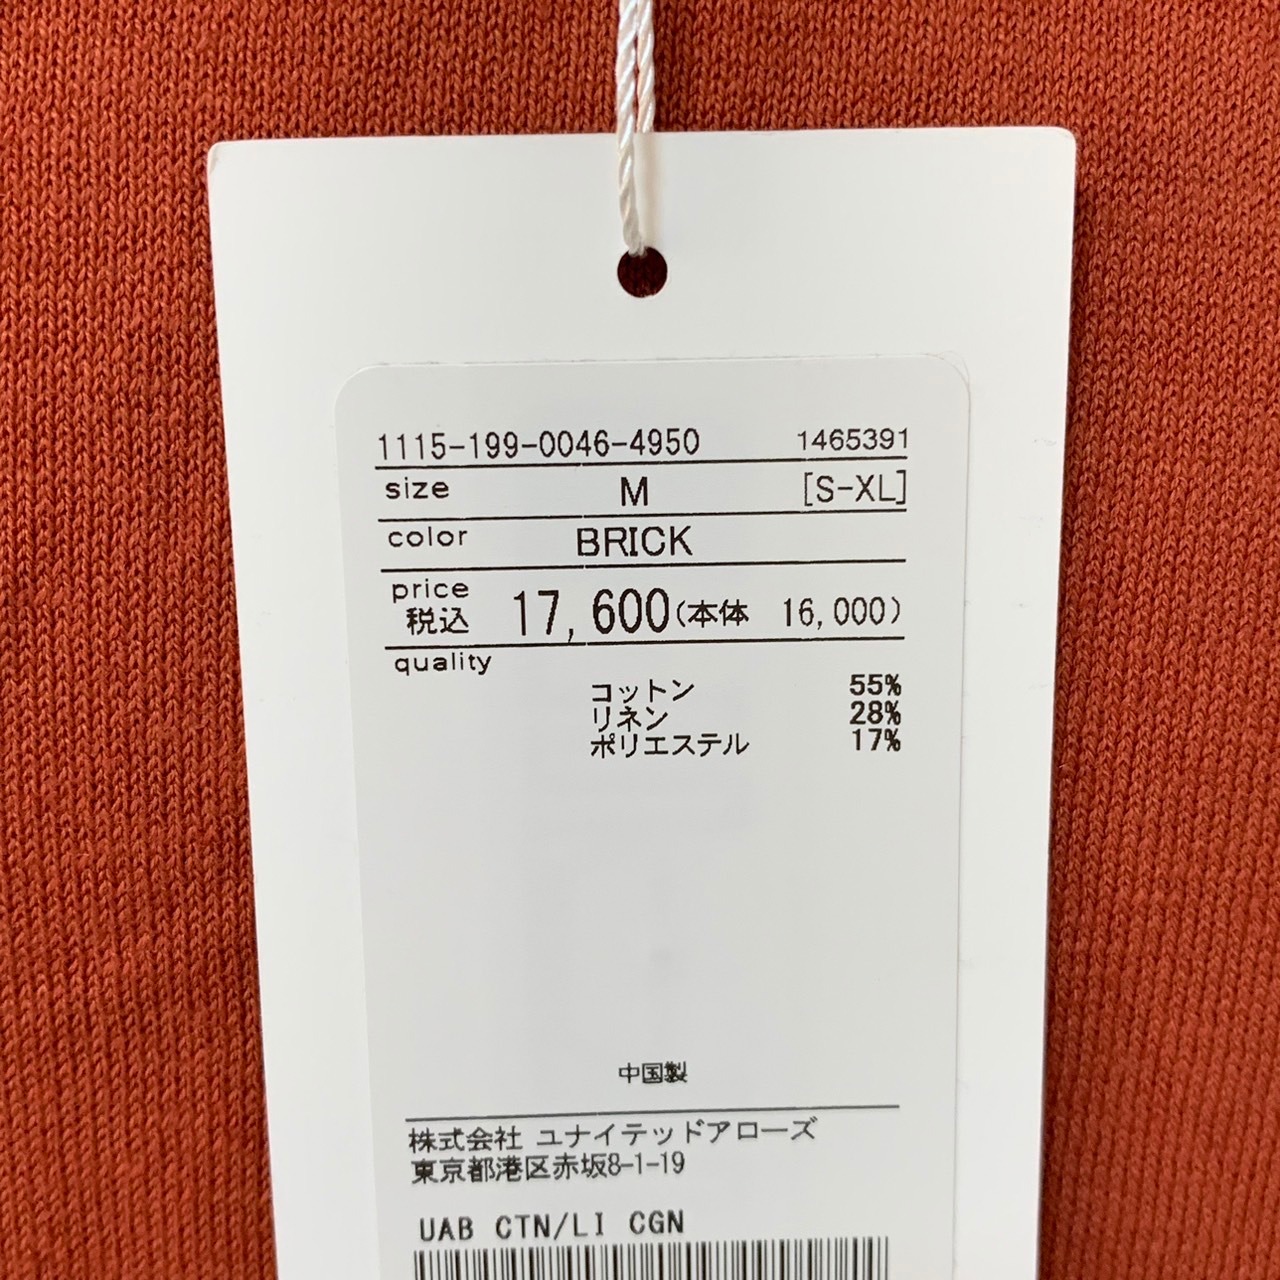 1115-199-0046-4950 1465391
size M [S-XL]
color BRICK
price
税込 17,600(本体 16,000)
quality
コットン 55%
リネン 28%
ポリエステル 17%
中国製
株式会社 ユナイテッドアローズ
東京都港区赤坂8-1-19
UAB CTN/LI CGN